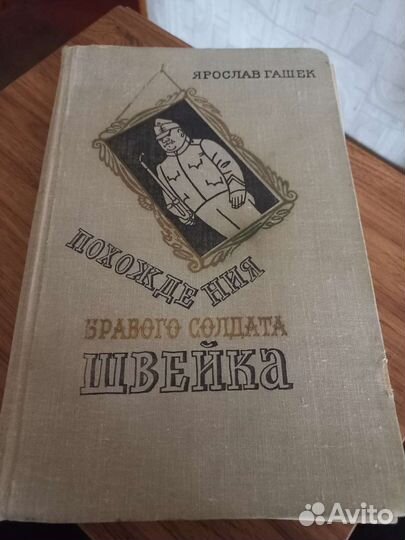 ЯРОСЛАВ ГАШЕК
ПОХОЖДЕНИЯ
БРАВОГО СОЛДАТА
ШВЕЙКА
Avito